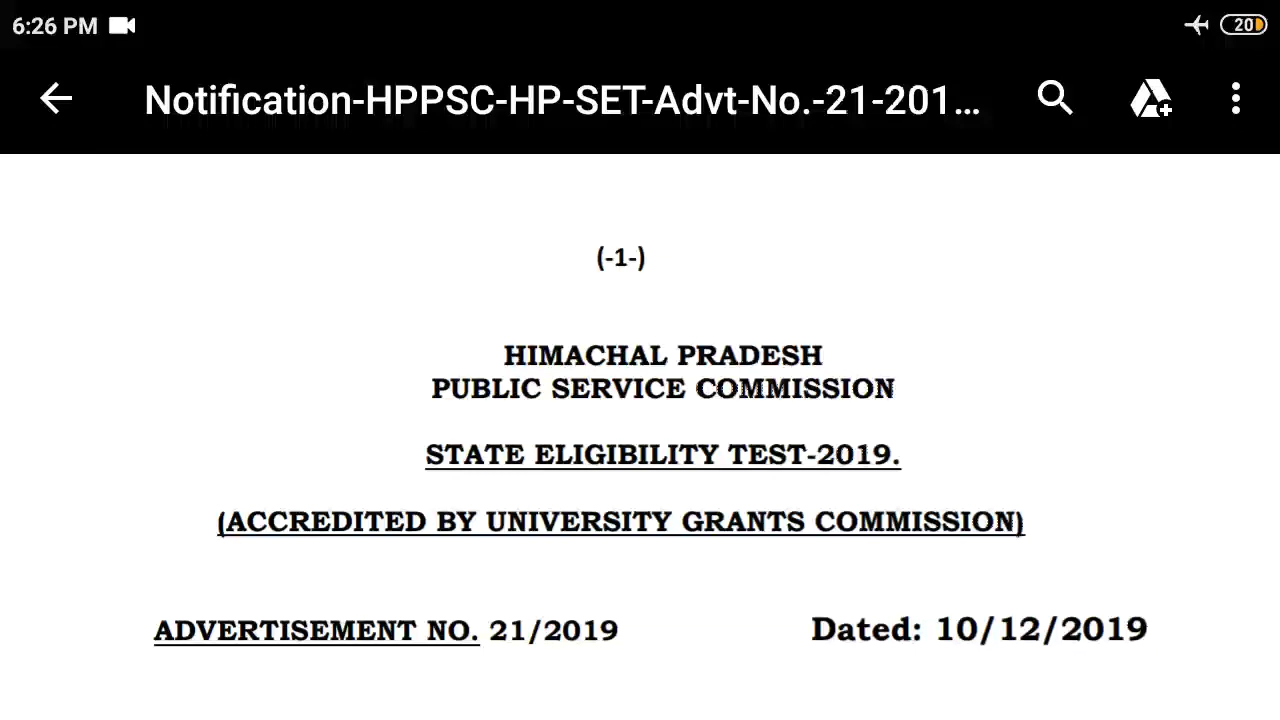 6:26 PM
20
Notification-HPPSC-HP-SET-Advt-No.-21-201...
(-1-)
HIMACHAL PRADESH
PUBLIC SERVICE COMMISSION
STATE ELIGIBILITY TEST-2019.
(ACCREDITED BY UNIVERSITY GRANTS COMMISSION)
ADVERTISEMENT NO. 21/2019 Dated: 10/12/2019